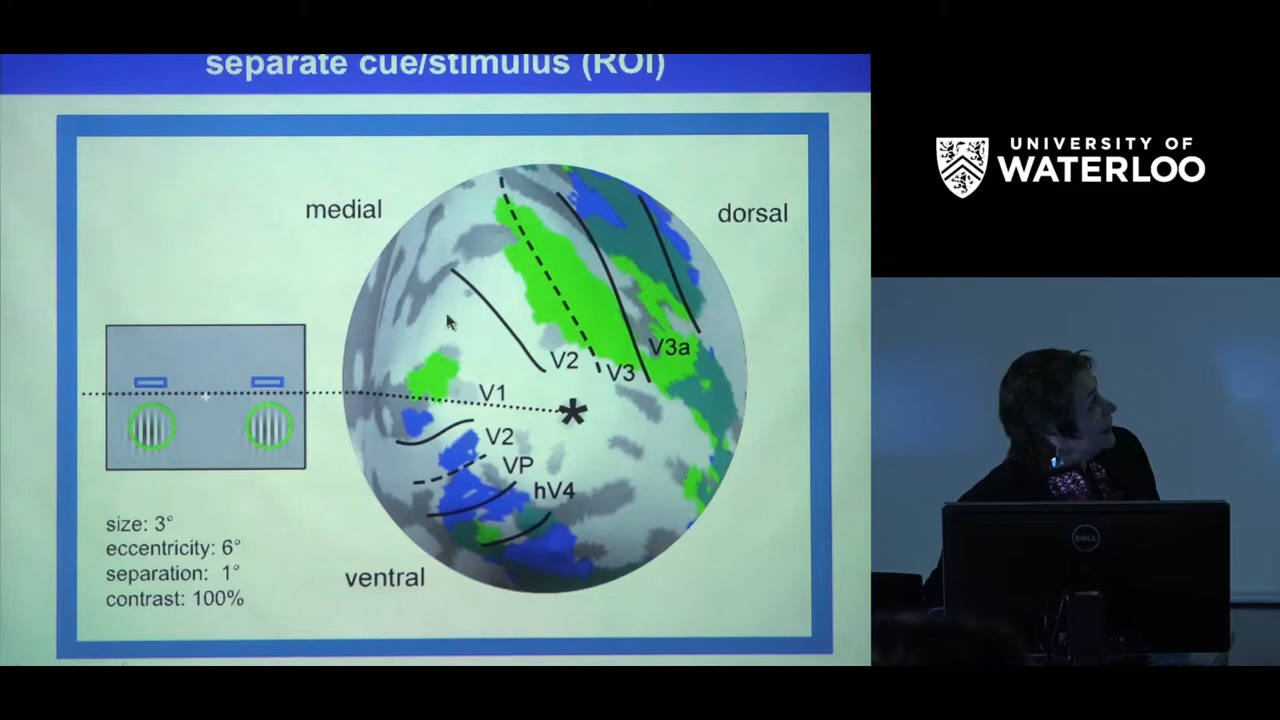 separate cue/stimulus (ROI)
medial
dorsal
V3a
V2
V3
V1
V2
VP
hV4
size: 3°
eccentricity: 6°
separation: 1°
contrast: 100%
ventral
UNIVERSITY OF
WATERLOO
DELL